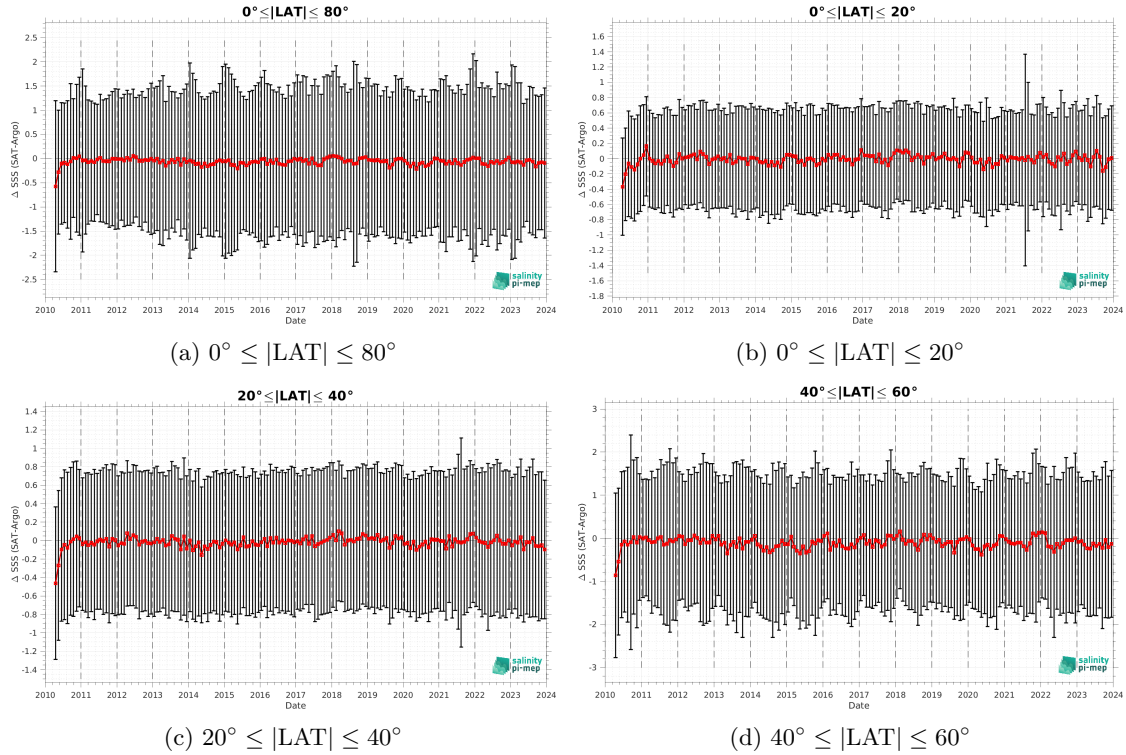 0°≤|LAT|≤ 80°
2.5
2
1.5
1
0.5
0
-0.5
-1
-1.5
-2
-2.5
Δ SSS (SAT-Argo)
2010 2011 2012 2013 2014 2015 2016 2017 2018 2019 2020 2021 2022 2023 2024
Date
salinity
pi-mep
(a) 0° ≤ |LAT| ≤ 80°
0°≤|LAT|≤ 20°
1.6
1.4
1.2
1
0.8
0.6
0.4
0.2
0
-0.2
-0.4
-0.6
-0.8
-1
-1.2
-1.4
-1.6
-1.8
Δ SSS (SAT-Argo)
2010 2011 2012 2013 2014 2015 2016 2017 2018 2019 2020 2021 2022 2023 2024
Date
salinity
pi-mep
(b) 0° ≤ |LAT| ≤ 20°
20°≤|LAT|≤ 40°
1.4
1.2
1
0.8
0.6
0.4
0.2
0
-0.2
-0.4
-0.6
-0.8
-1
-1.2
-1.4
Δ SSS (SAT-Argo)
2010 2011 2012 2013 2014 2015 2016 2017 2018 2019 2020 2021 2022 2023 2024
Date
salinity
pi-mep
(c) 20° ≤ |LAT| ≤ 40°
40°≤|LAT|≤ 60°
3
2
1
0
-1
-2
-3
Δ SSS (SAT-Argo)
2010 2011 2012 2013 2014 2015 2016 2017 2018 2019 2020 2021 2022 2023 2024
Date
salinity
pi-mep
(d) 40° ≤ |LAT| ≤ 60°